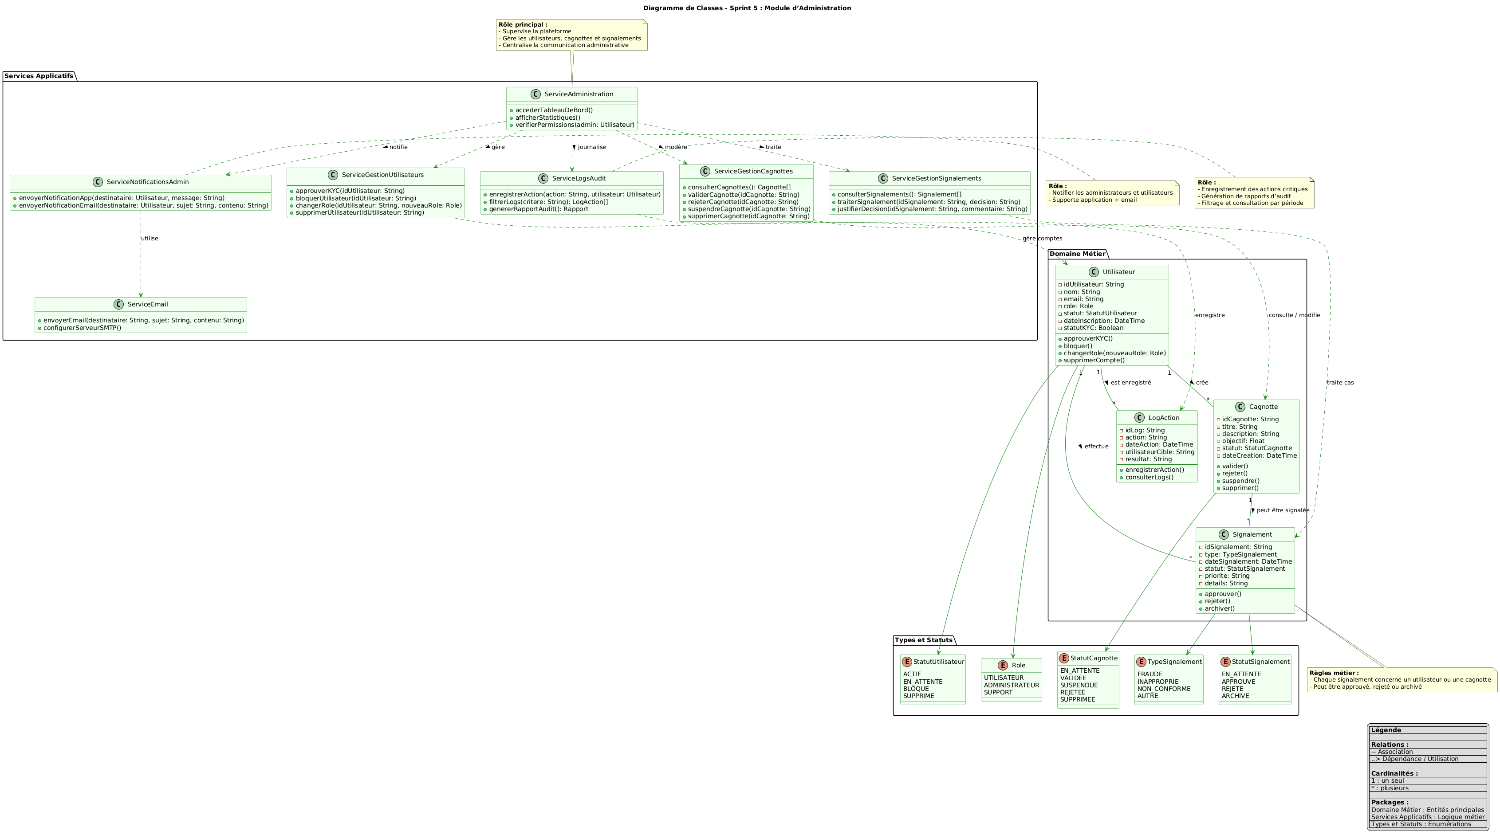 Diagramme de Classes - Sprint 5 : Module d'Administration
Rôle principal :
- Supervise la plateforme
- Gère les utilisateurs, cagnottes et signalements
- Centralise la communication administrative
Services Applicatifs
C ServiceAdministration
accederTableauDeBord()
afficherStatistiques()
verifierPermissions(admin: Utilisateur)
notifie
gère
journalise
modère
traite
C ServiceNotificationsAdmin
envoyerNotificationApp(destinataire: Utilisateur, message: String)
envoyerNotificationEmail(destinataire: Utilisateur, sujet: String, contenu: String)
C ServiceGestionUtilisateurs
approuverKYC(idUtilisateur: String)
bloquerUtilisateur(idUtilisateur: String)
changerRole(idUtilisateur: String, nouveauRole: Role)
supprimerUtilisateur(idUtilisateur: String)
C ServiceLogsAudit
enregistrerAction(action: String, utilisateur: Utilisateur)
filtrerLogs(critere: String): LogAction[]
genererRapportAudit(): Rapport
C ServiceGestionCagnottes
consulterCagnottes(): Cagnotte[]
validerCagnotte(idCagnotte: String)
rejeterCagnotte(idCagnotte: String)
suspendreCagnotte(idCagnotte: String)
supprimerCagnotte(idCagnotte: String)
C ServiceGestionSignalements
consulterSignalements(): Signalement[]
traiterSignalement(idSignalement: String, decision: String)
justifierDecision(idSignalement: String, commentaire: String)
Rôle :
- Notifier les administrateurs et utilisateurs
- Supporte application + email
Rôle :
- Enregistrement des actions critiques
- Génération de rapports d'audit
- Filtrage et consultation par période
utilise
gère comptes
C ServiceEmail
envoyerEmail(destinataire: String, sujet: String, contenu: String)
configurerServeurSMTP()
Domaine Métier
C Utilisateur
idUtilisateur: String
nom: String
email: String
role: Role
statut: StatutUtilisateur
dateInscription: DateTime
statutKYC: Boolean
approuverKYC()
bloquer()
changerRole(nouveauRole: Role)
supprimerCompte()
enregistre
consulte / modifie
traite cas
1
1
1
est enregistré
crée
*
*
effectue
C LogAction
idLog: String
action: String
dateAction: DateTime
utilisateurCible: String
resultat: String
enregistrerAction()
consulterLogs()
C Cagnotte
idCagnotte: String
titre: String
description: String
objectif: Float
statut: StatutCagnotte
dateCreation: DateTime
valider()
rejeter()
suspendre()
supprimer()
1
peut être signalée
*
*
C Signalement
idSignalement: String
type: TypeSignalement
dateSignalement: DateTime
statut: StatutSignalement
priorite: String
details: String
approuver()
rejeter()
archiver()
Types et Statuts
E StatutUtilisateur
ACTIF
EN_ATTENTE
BLOQUE
SUPPRIME
E Role
UTILISATEUR
ADMINISTRATEUR
SUPPORT
E StatutCagnotte
EN_ATTENTE
VALIDEE
SUSPENDUE
REJETEE
SUPPRIMEE
E TypeSignalement
FRAUDE
INAPPROPRIE
NON_CONFORME
AUTRE
E StatutSignalement
EN_ATTENTE
APPROUVE
REJETE
ARCHIVE
Règles métier :
- Chaque signalement concerne un utilisateur ou une cagnotte
- Peut être approuvé, rejeté ou archivé
Légende
Relations :
-- Association
..> Dépendance / Utilisation
Cardinalités :
1 : un seul
* : plusieurs
Packages :
Domaine Métier : Entités principales
Services Applicatifs : Logique métier
Types et Statuts : Énumérations